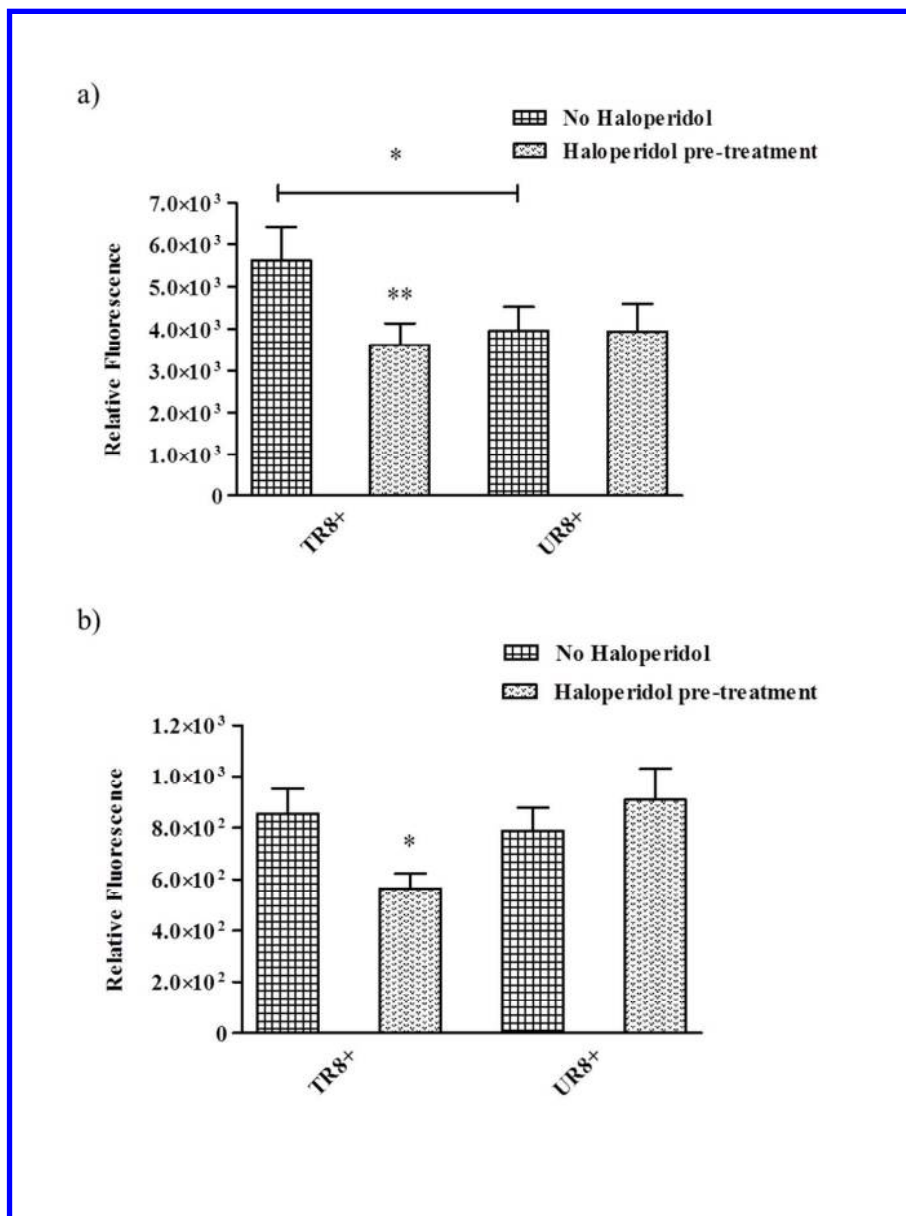 a)
No Haloperidol
Haloperidol pre-treatment
*
7.0×10³
6.0×10³
5.0×10³
4.0×10³
3.0×10³
2.0×10³
1.0×10³
0
Relative Fluorescence
**
TR8+
UR8+
b)
No Haloperidol
Haloperidol pre-treatment
1.2×10³
1.0×10³
8.0×10²
6.0×10²
4.0×10²
2.0×10²
0
Relative Fluorescence
*
TR8+
UR8+